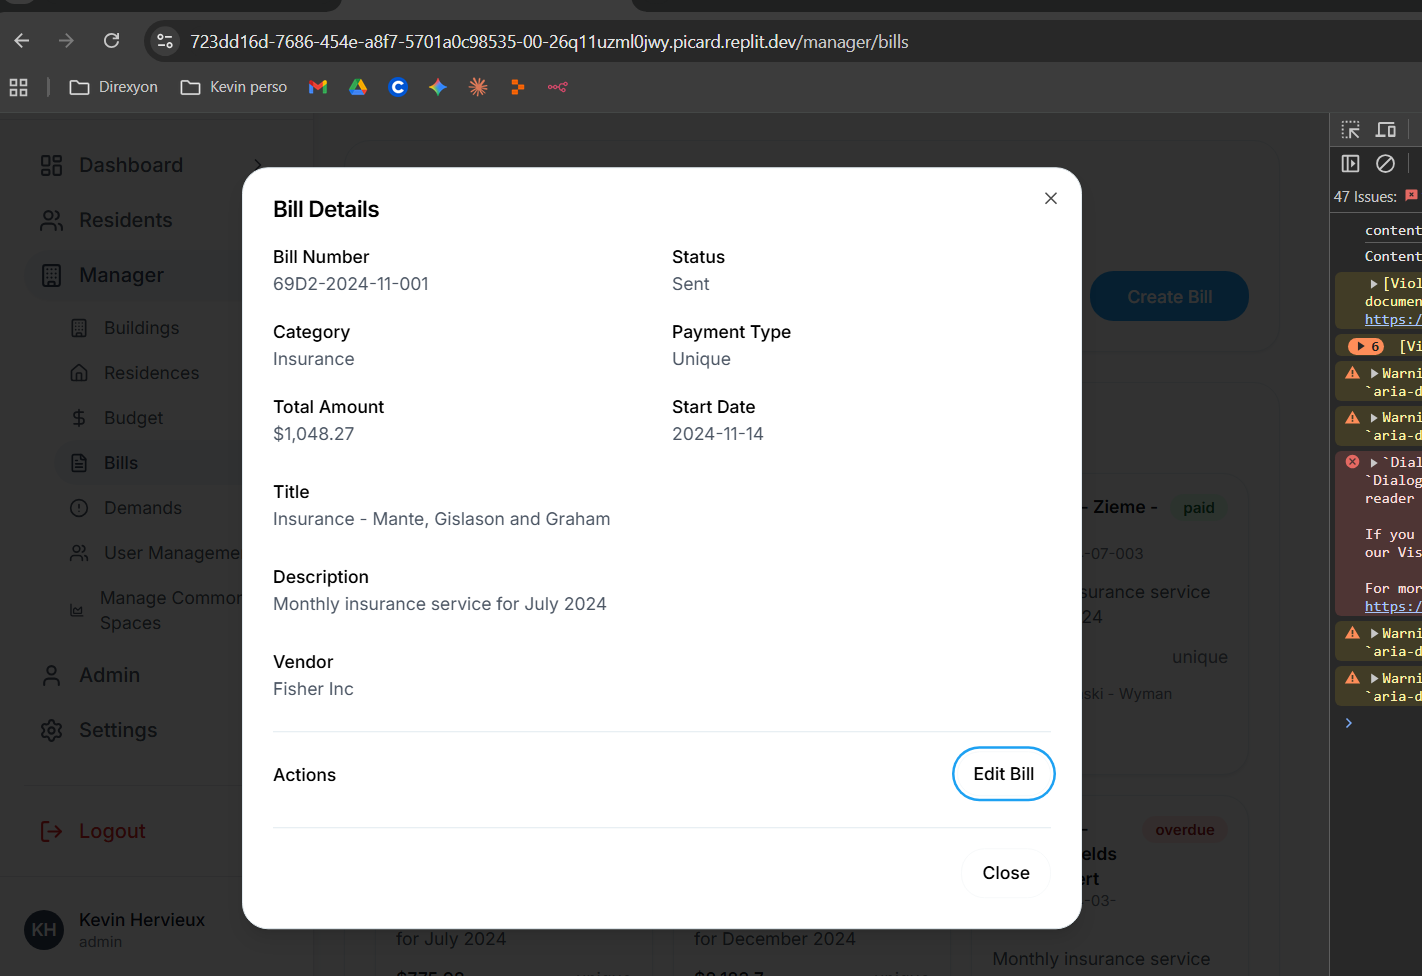 723dd16d-7686-454e-a8f7-5701a0c98535-00-26q11uzml0jwy.picard.replit.dev/manager/bills
Direxyon
Kevin perso
Dashboard
Residents
Manager
Buildings
Residences
Budget
Bills
Demands
User Manageme
Manage Common
Spaces
Admin
Settings
Logout
KH
Kevin Hervieux
admin
Bill Details
Bill Number
69D2-2024-11-001
Status
Sent
Category
Insurance
Payment Type
Unique
Total Amount
$1,048.27
Start Date
2024-11-14
Title
Insurance - Mante, Gislason and Graham
Description
Monthly insurance service for July 2024
Vendor
Fisher Inc
Actions
Edit Bill
Close
Create Bill
- Zieme -
paid
-07-003
surance service
24
unique
ski - Wyman
-
overdue
elds
rt
-03-
Monthly insurance service
for July 2024
for December 2024
47 Issues:
content
Content
[Viol
documen
https:/
6
[Vi
Warni
`aria-d
Warni
`aria-d
`Dial
`Dialog
reader
If you
our Vis
For mor
https:/
Warni
`aria-d
Warni
`aria-d